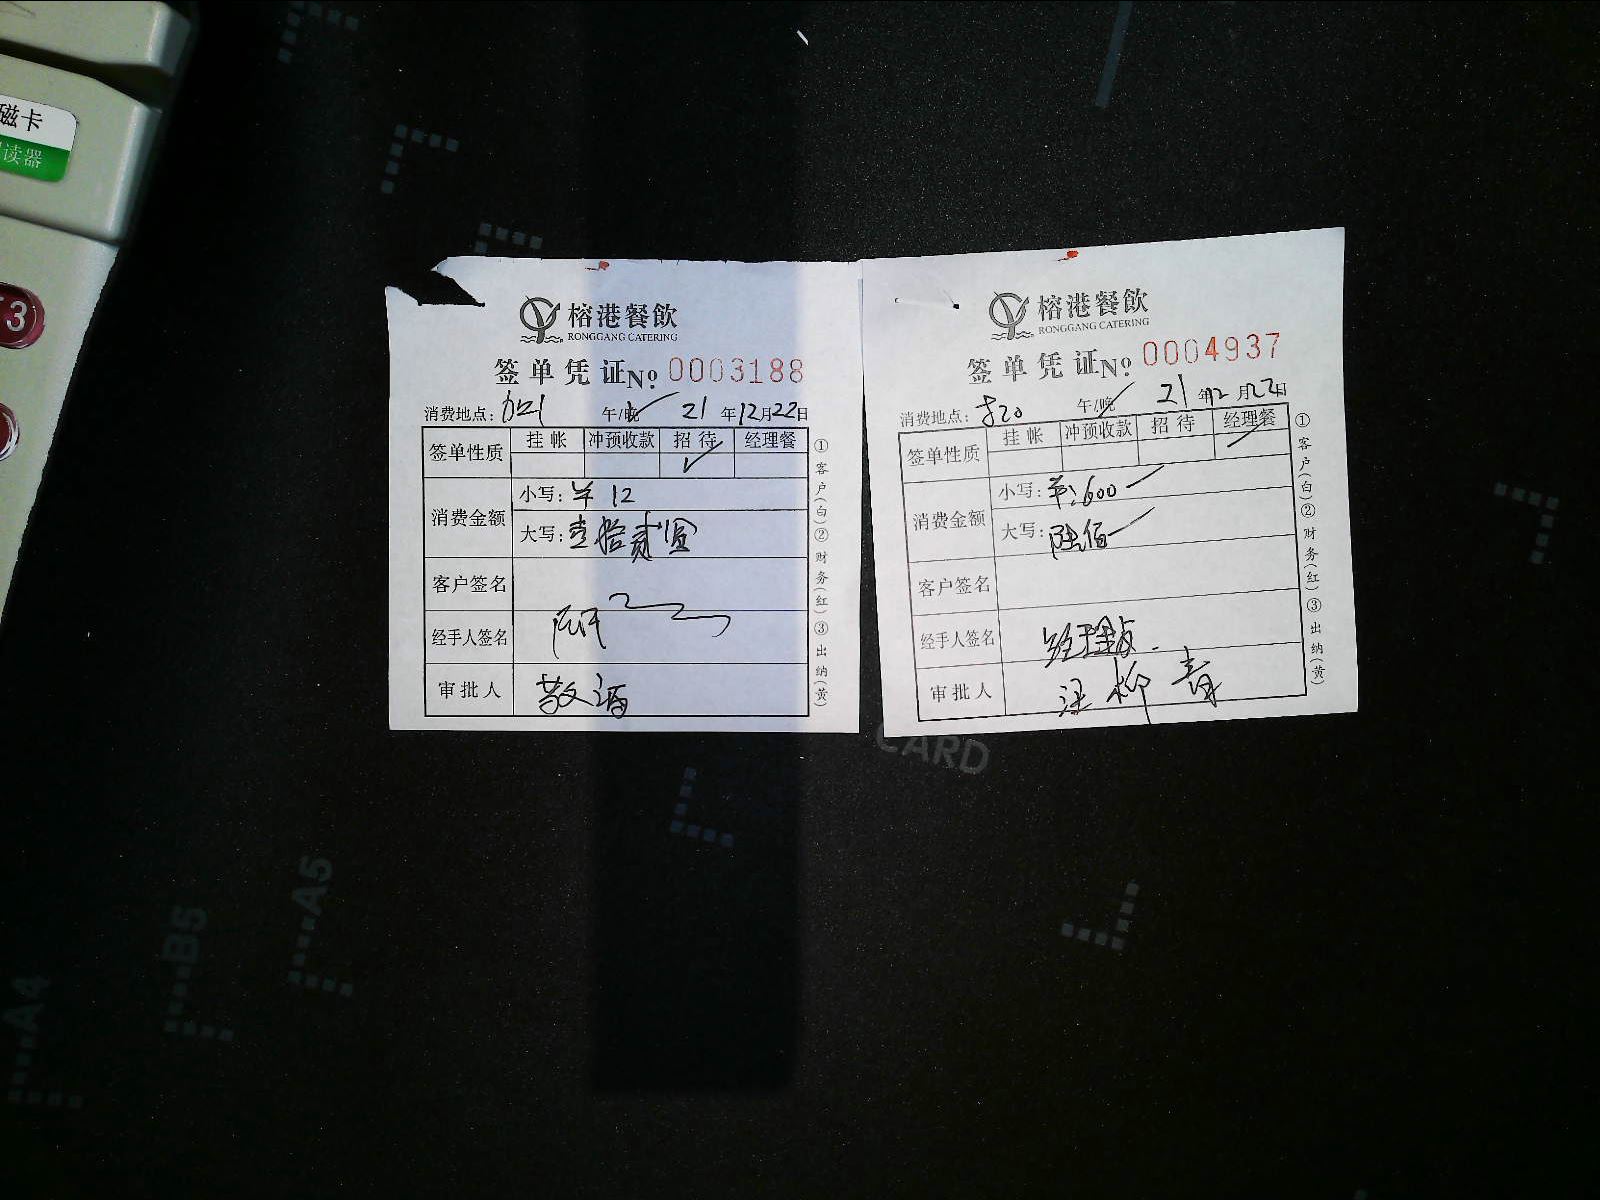 磁卡
读器
榕港餐飲
RONGGANG CATERING
签单凭证No. 0003188
消费地点: 午/晚 21年12月22日
签单性质 挂帐 冲预收款 招待 经理餐
消费金额 小写: ¥ 12
大写: 壹拾贰圆
客户签名
经手人签名
审批人 敬酒
①客户(白)②财务(红)③出纳(黄)
榕港餐飲
RONGGANG CATERING
签单凭证No. 0004937
消费地点: 午/晚 21年12月22日
签单性质 挂帐 冲预收款 招待 经理餐
消费金额 小写: ¥:600
大写: 陆佰
客户签名
经手人签名 经理餐
审批人 汪柳青
①客户(白)②财务(红)③出纳(黄)
CARD
A5
B5
A4